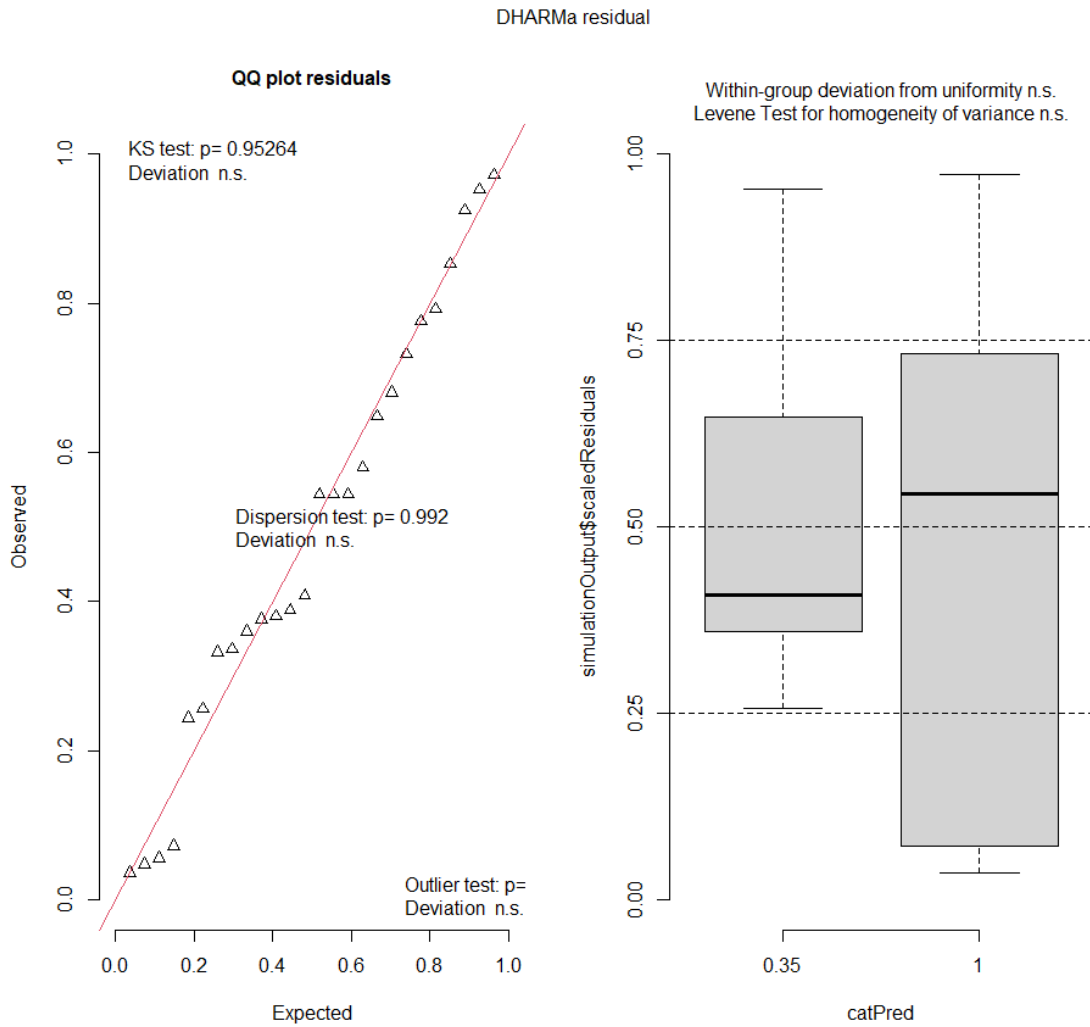 DHARMa residual
QQ plot residuals
KS test: p= 0.95264
Deviation n.s.
Dispersion test: p= 0.992
Deviation n.s.
Outlier test: p=
Deviation n.s.
Observed
0.0
0.2
0.4
0.6
0.8
1.0
0.0 0.2 0.4 0.6 0.8 1.0
Expected
Within-group deviation from uniformity n.s.
Levene Test for homogeneity of variance n.s.
simulationOutput$scaledResiduals
0.00
0.25
0.50
0.75
1.00
0.35 1
catPred